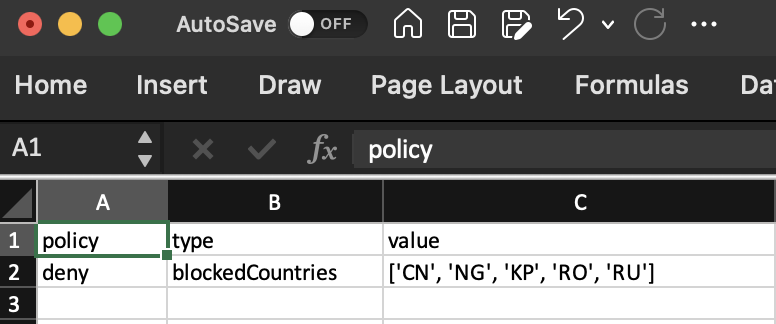 AutoSave OFF
Home Insert Draw Page Layout Formulas Da
A1 fx policy
A B C
1 policy type value
2 deny blockedCountries ['CN', 'NG', 'KP', 'RO', 'RU']
3